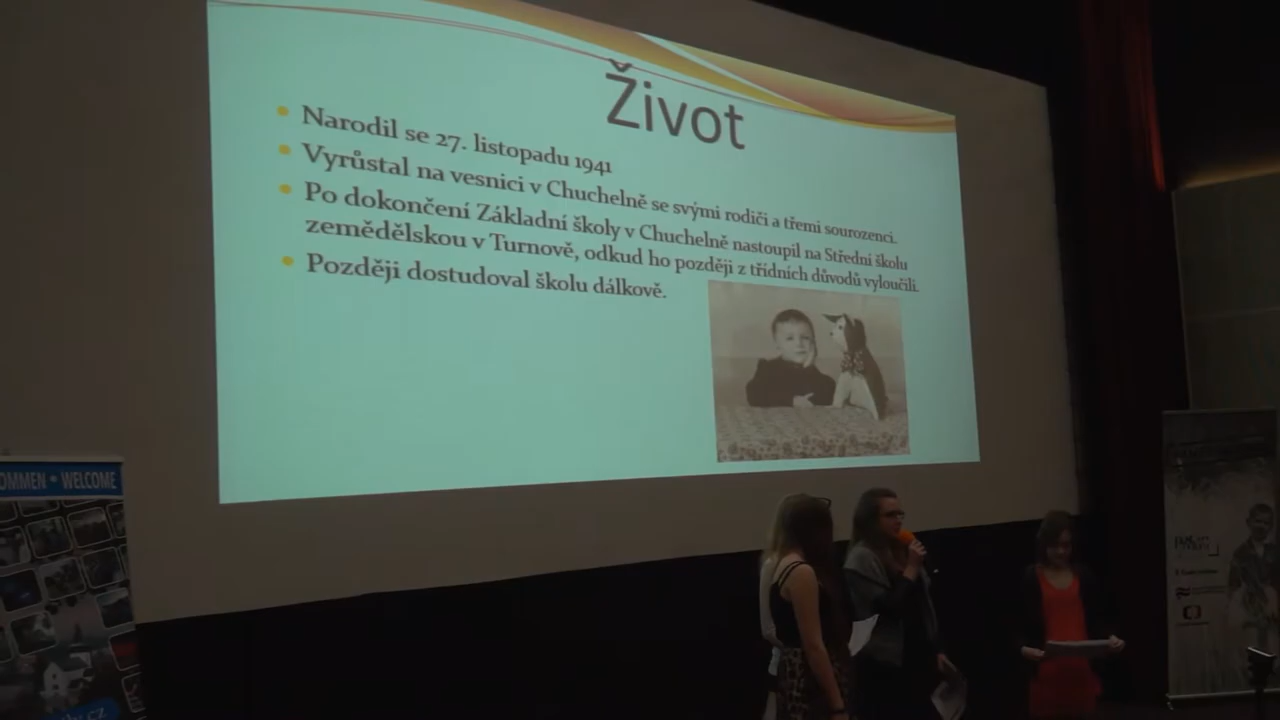 Život
Narodil se 27. listopadu 1941
Vyrůstal na vesnici v Chuchelně se svými rodiči a třemi sourozenci.
Po dokončení Základní školy v Chuchelně nastoupil na Střední školu
zemědělskou v Turnově, odkud ho později z třídních důvodů vyloučili.
Později dostudoval školu dálkově.
OMMEN • WELCOME